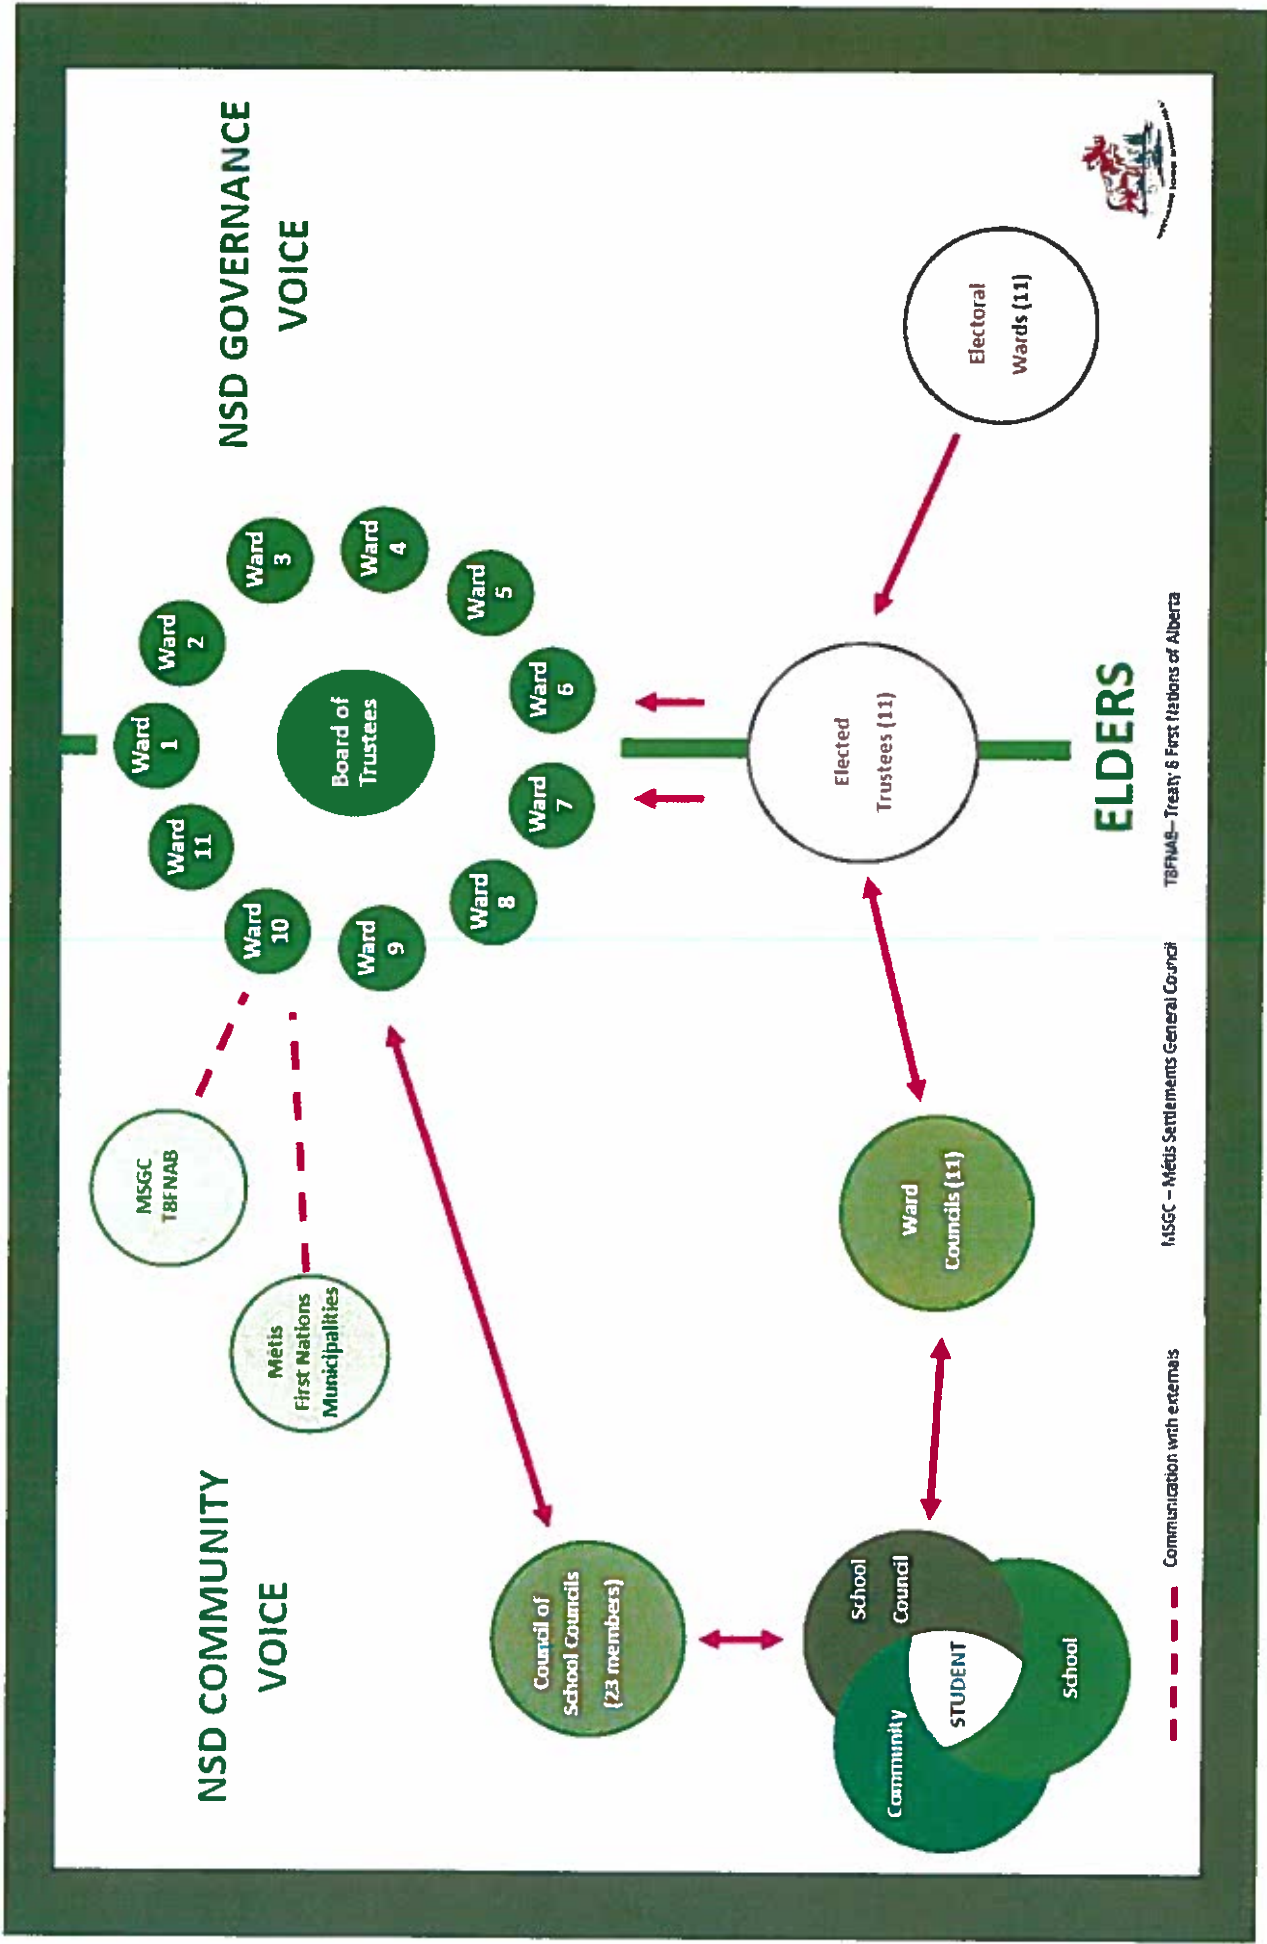 NSD COMMUNITY
VOICE
NSD GOVERNANCE
VOICE
MSGC
T8FNAB
Métis
First Nations
Municipalities
Ward
1
Ward
2
Ward
3
Ward
4
Ward
5
Ward
6
Ward
7
Ward
8
Ward
9
Ward
10
Ward
11
Board of
Trustees
Council of
School Councils
(23 members)
School
Council
Community
STUDENT
School
Ward
Councils (11)
Elected
Trustees (11)
Electoral
Wards (11)
ELDERS
Communication with externals
MSGC – Métis Settlements General Council
T8FNAB– Treaty 8 First Nations of Alberta